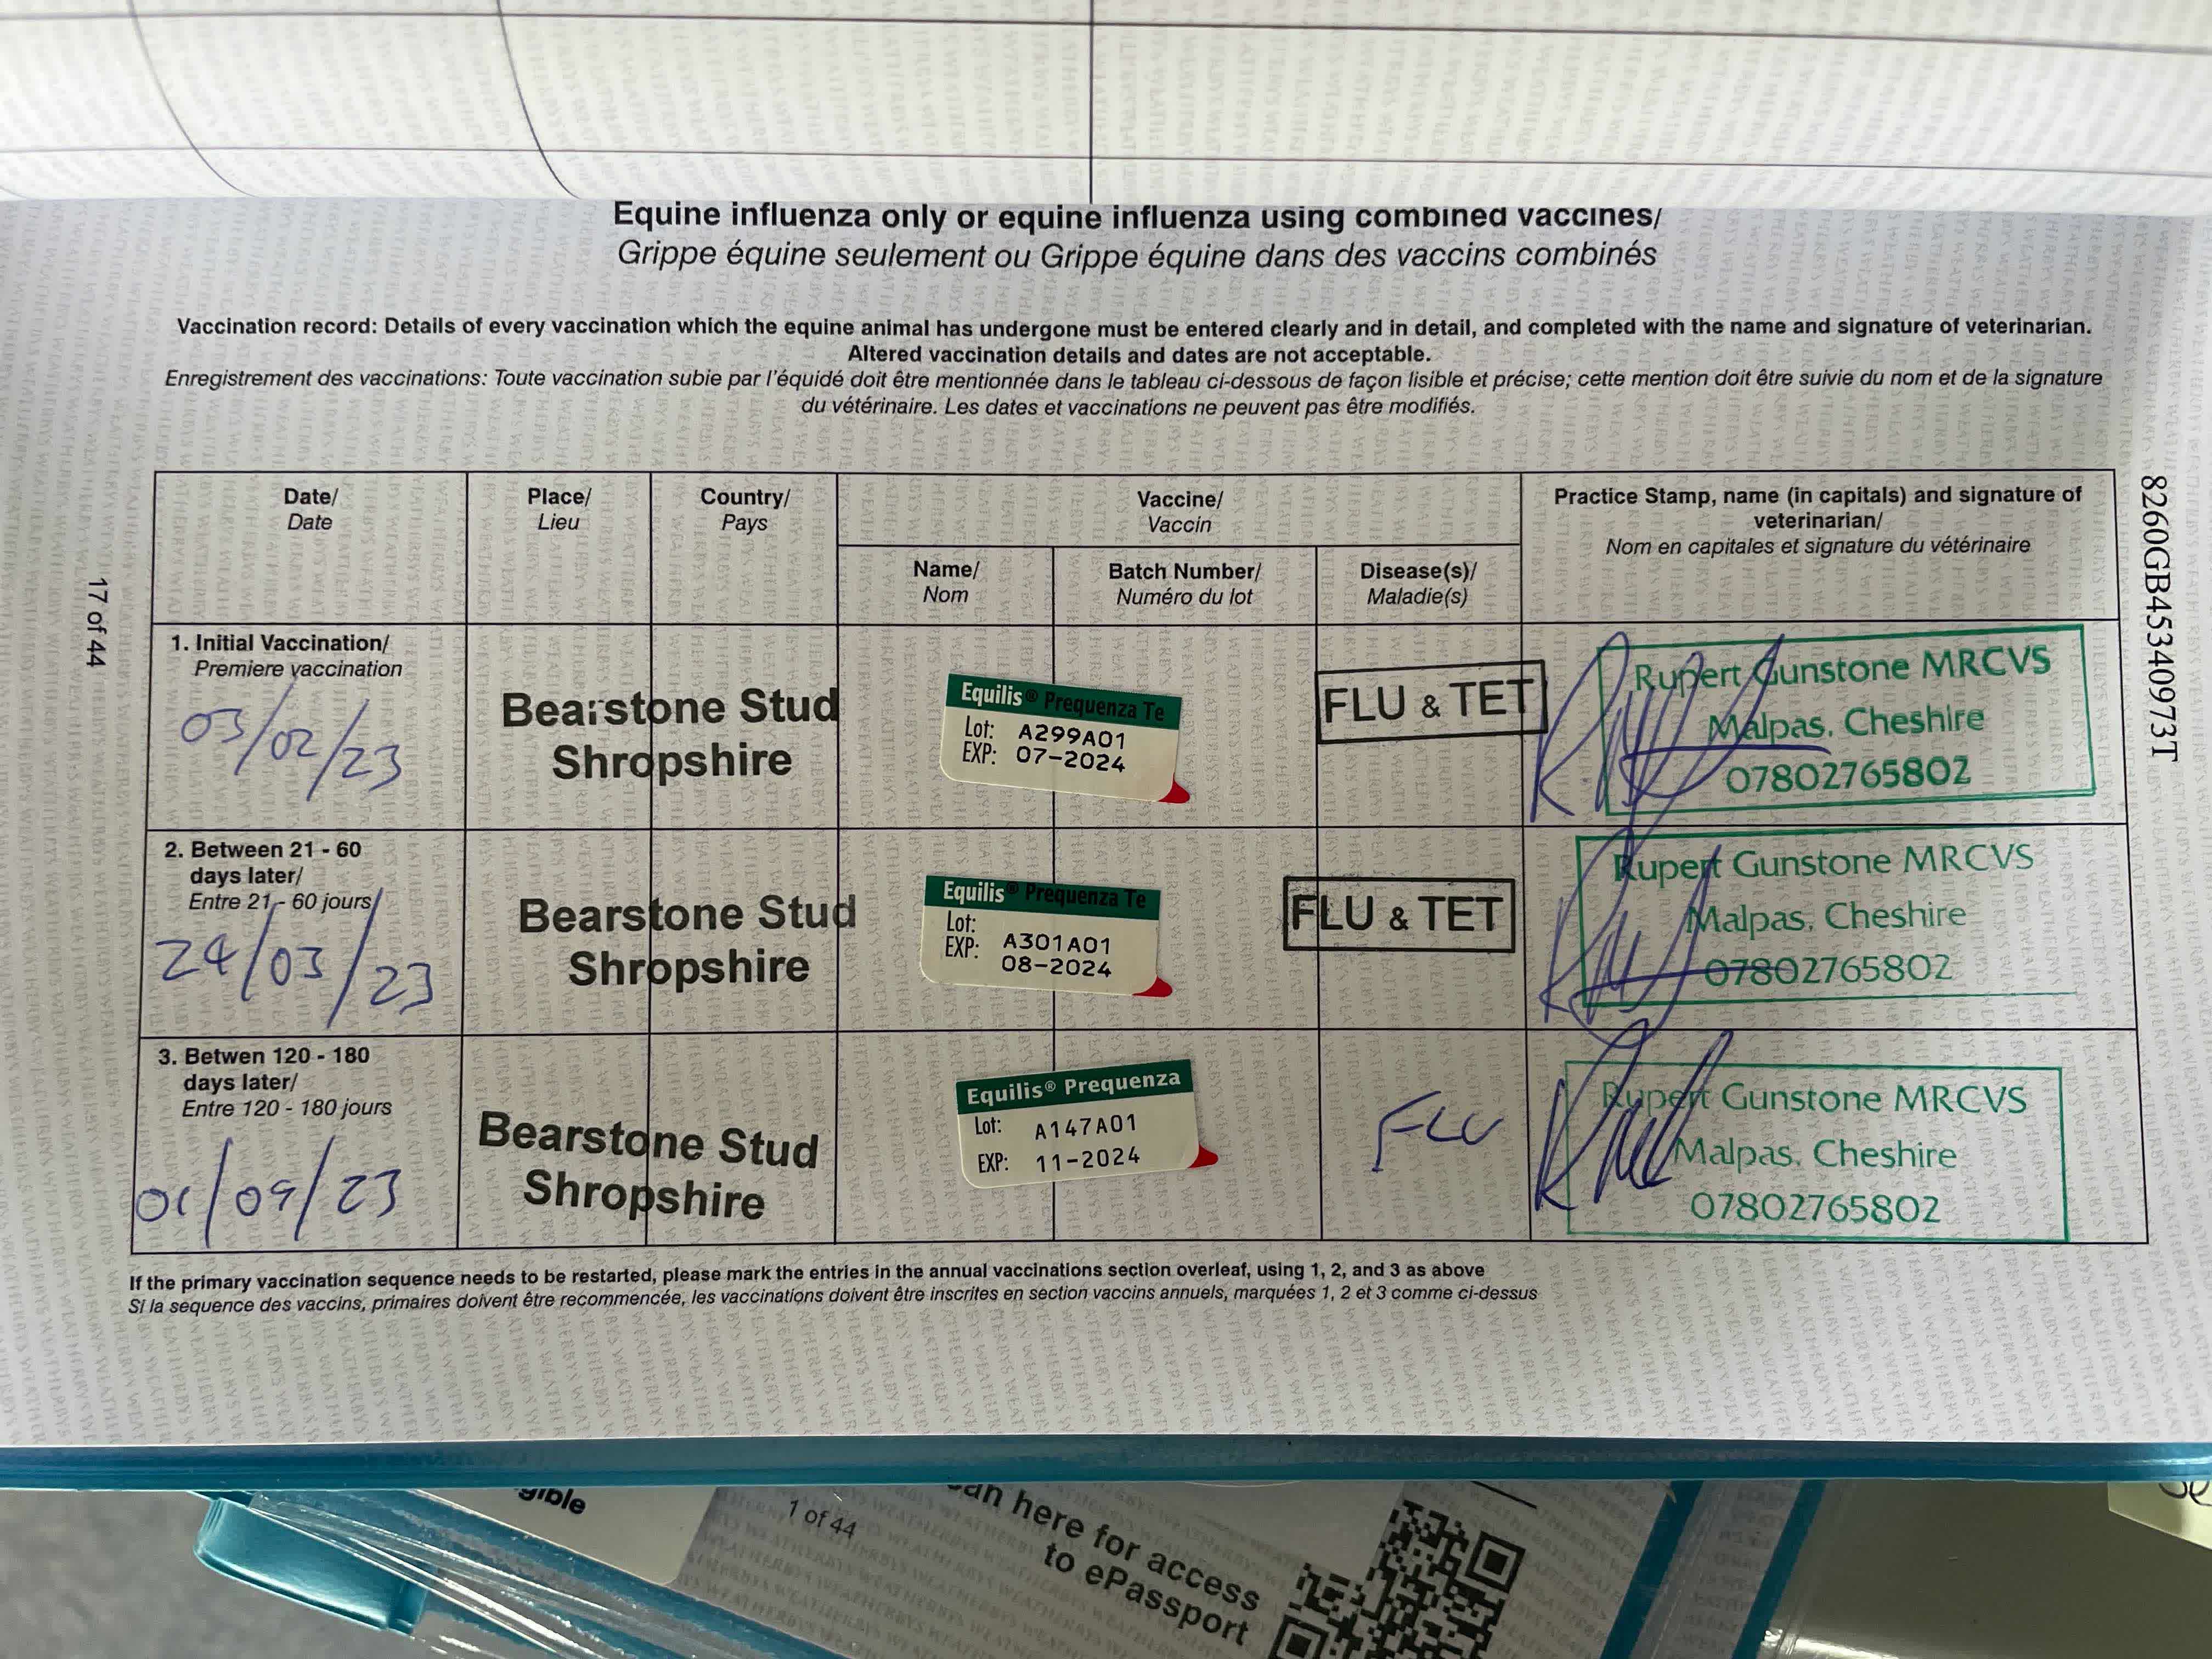 Equine influenza only or equine influenza using combined vaccines/
Grippe équine seulement ou Grippe équine dans des vaccins combinés
Vaccination record: Details of every vaccination which the equine animal has undergone must be entered clearly and in detail, and completed with the name and signature of veterinarian.
Altered vaccination details and dates are not acceptable.
Enregistrement des vaccinations: Toute vaccination subie par l'équidé doit être mentionnée dans le tableau ci-dessous de façon lisible et précise; cette mention doit être suivie du nom et de la signature
du vétérinaire. Les dates et vaccinations ne peuvent pas être modifiés.
Date/
Date
Place/
Lieu
Country/
Pays
Vaccine/
Vaccin
Name/
Nom
Batch Number/
Numéro du lot
Disease(s)/
Maladie(s)
Practice Stamp, name (in capitals) and signature of
veterinarian/
Nom en capitales et signature du vétérinaire
1. Initial Vaccination/
Premiere vaccination
03/02/23
Bearstone Stud
Shropshire
Equilis® Prequenza Te
Lot: A299A01
EXP: 07-2024
FLU & TET
Rupert Gunstone MRCVS
Malpas, Cheshire
07802765802
2. Between 21 - 60
days later/
Entre 21 - 60 jours
24/03/23
Bearstone Stud
Shropshire
Equilis® Prequenza Te
Lot: A301A01
EXP: 08-2024
FLU & TET
Rupert Gunstone MRCVS
Malpas, Cheshire
07802765802
3. Betwen 120 - 180
days later/
Entre 120 - 180 jours
01/09/23
Bearstone Stud
Shropshire
Equilis® Prequenza
Lot: A147A01
EXP: 11-2024
FLU
Rupert Gunstone MRCVS
Malpas, Cheshire
07802765802
If the primary vaccination sequence needs to be restarted, please mark the entries in the annual vaccinations section overleaf, using 1, 2, and 3 as above
Si la sequence des vaccins, primaires doivent être recommencée, les vaccinations doivent être inscrites en section vaccins annuels, marquées 1, 2 et 3 comme ci-dessus
17 of 44
8260GB45340973T
1 of 44
here for access
to ePassport